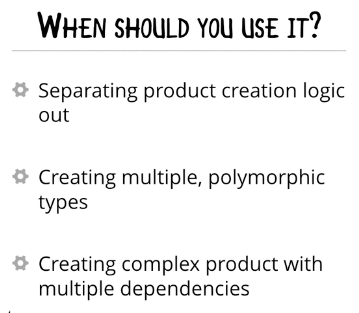 When should you use it?
Separating product creation logic
out
Creating multiple, polymorphic
types
Creating complex product with
multiple dependencies